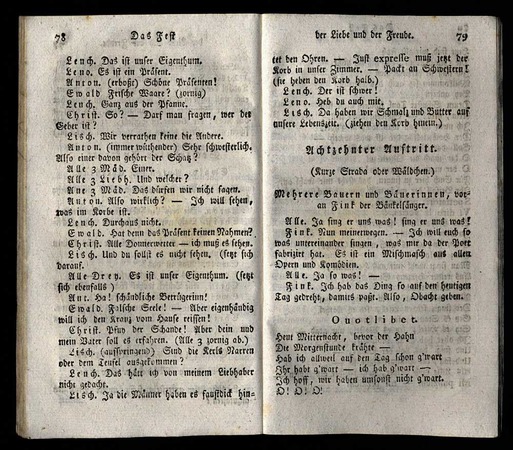 78 Das Fest
Lench. Das ist unser Eigenthum.
Leno. Es ist ein Präsent.
Anton. (erboßt) Schöne Präsenten!
Ewald Frische Waare? (zornig)
Lench. Ganz aus der Pfanne.
Christ. So? — Darf man fragen, wer der
Geber ist?
Lisch. Wir verrathen keine die Andere.
Anton. (immer wüthender) Sehr schwesterlich.
Also einer davon gehört der Schatz?
Alle 3 Mäd. Einer.
Alle 3 Liebh. Und welcher?
Alle 3 Mäd. Das dürfen wir nicht sagen.
Anton. Also wirklich? — Ich will sehen,
was im Korbe ist.
Lench. Durchaus nicht.
Ewald. Hat denn das Präsent keinen Nahmen?
Christ. Alle Donnerwetter — ich muß es sehen.
Lisch. Und du sollst es nicht sehen. (setzt sich
darauf.
Alle Drey. Es ist unser Eigenthum. (setzt
sich ebenfalls)
Ant. Ha! schändliche Betrügerinn!
Ewald. Falsche Seele! — Aber eigenhändig
will ich den Kranz vom Hause reissen!
Christ. Pfuy der Schande! Aber dein und
mein Vater soll es erfahren. (Alle 3 zornig ab.)
Lisch. (aufspringend) Sind die Kerls Narren
oder dem Teufel ausgekommen?
Lench. Das hätt ich von meinem Liebhaber
nicht gedacht.
Lisch. Ja die Männer haben es faustdick hin-
der Liebe und der Freude. 79
ter den Ohren. — Just expresse muß jetzt der
Korb in unser Zimmer. — Packt an Schwestern!
(sie heben den Korb halb.)
Lench. Der ist schwer!
Leno. Heb du auch mit.
Lisch. Da haben wir Schmalz und Butter auf
unsere Lebenszeit. (ziehen den Korb hinein.)
Achtzehnter Auftritt.
(Kurze Strada oder Wäldchen.)
Mehrere Bauern und Bäuerinnen, vor-
an Fink der Bänkelsänger.
Alle. Ja sing er uns was! sing er uns was!
Fink. Nun meinetwegen. — Ich will euch so
was untereinander singen, was wie da der Poet
fabrizirt hat. Es ist ein Mischmasch aus allen
Opern und Komödien.
Alle. Ja so was! —
Fink. Ich hab das Ding so auf den heutigen
Tag gedreht, damits paßt. Also, Obacht geben.
Quotlibet.
Heut Mitternacht, bevor der Hahn
Die Morgenstunde krähte —
Hab ich allweil auf den Tag schon g'wart
Ihr habt g'wart — ich hab g'wart —
Ich hoff, wir haben umsonst nicht g'wart.
O! O! O!